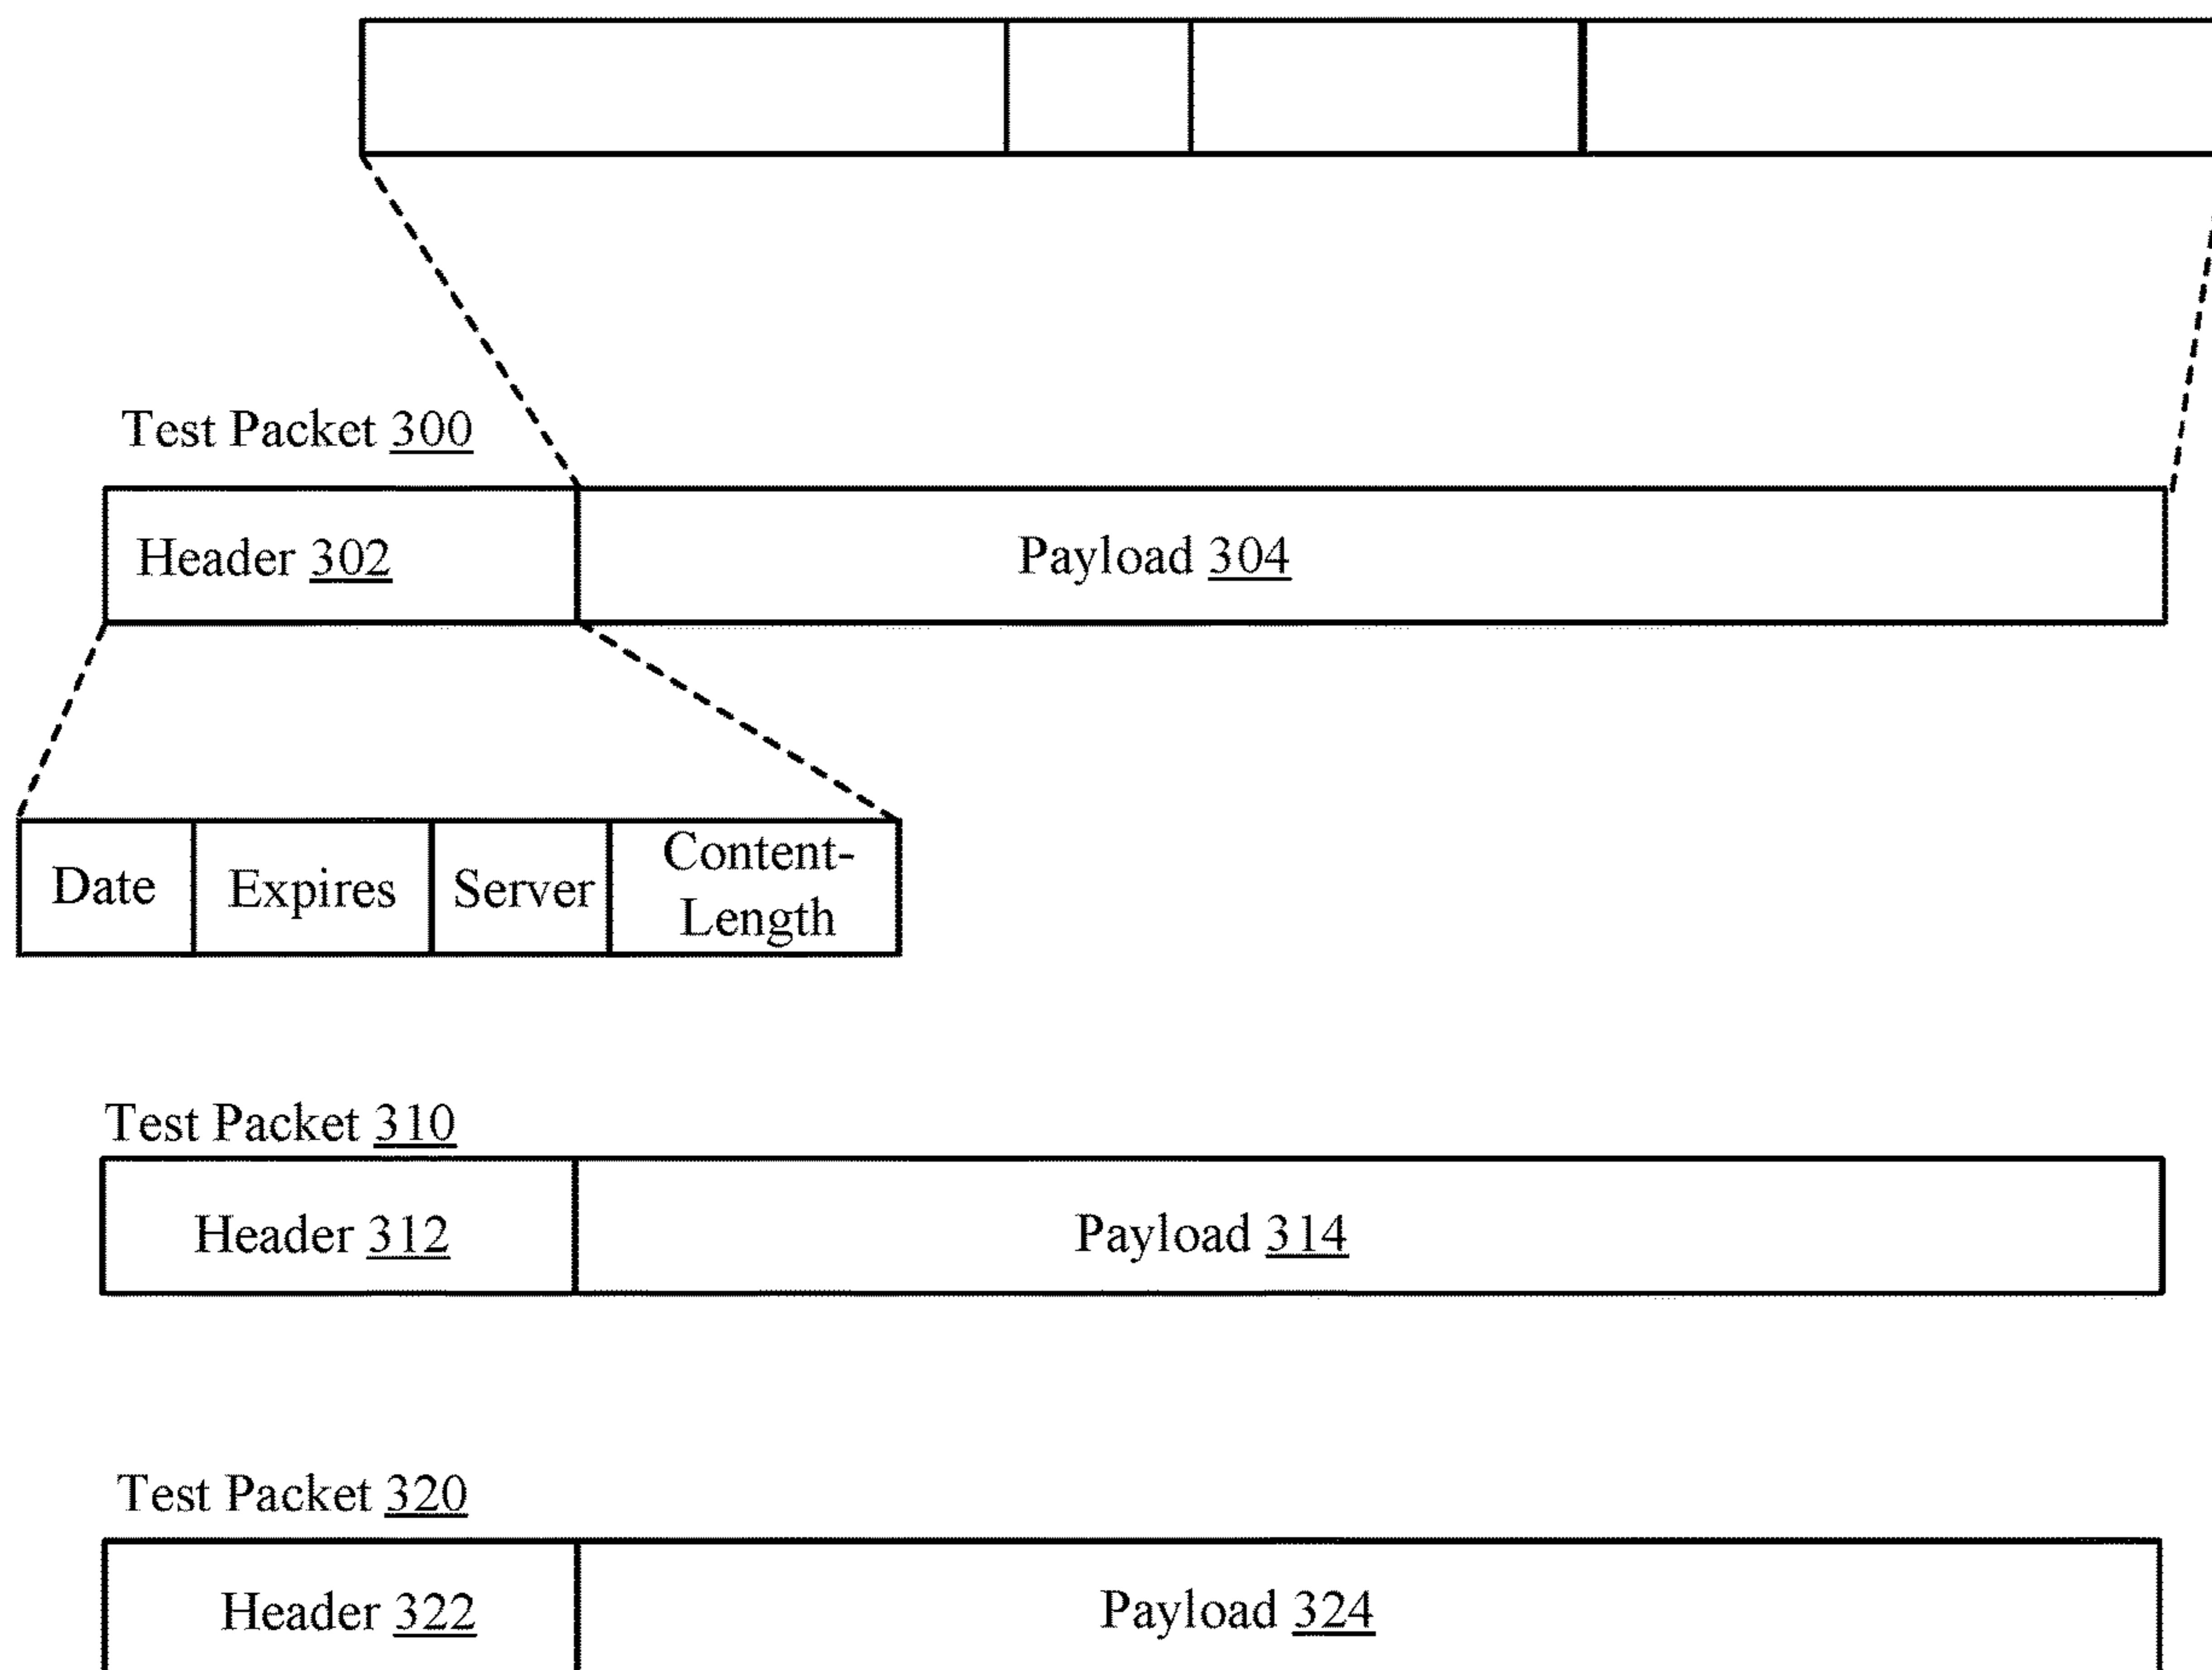 Test Packet 300
Header 302
Payload 304
Date
Expires
Server
Content-
Length
Test Packet 310
Header 312
Payload 314
Test Packet 320
Header 322
Payload 324